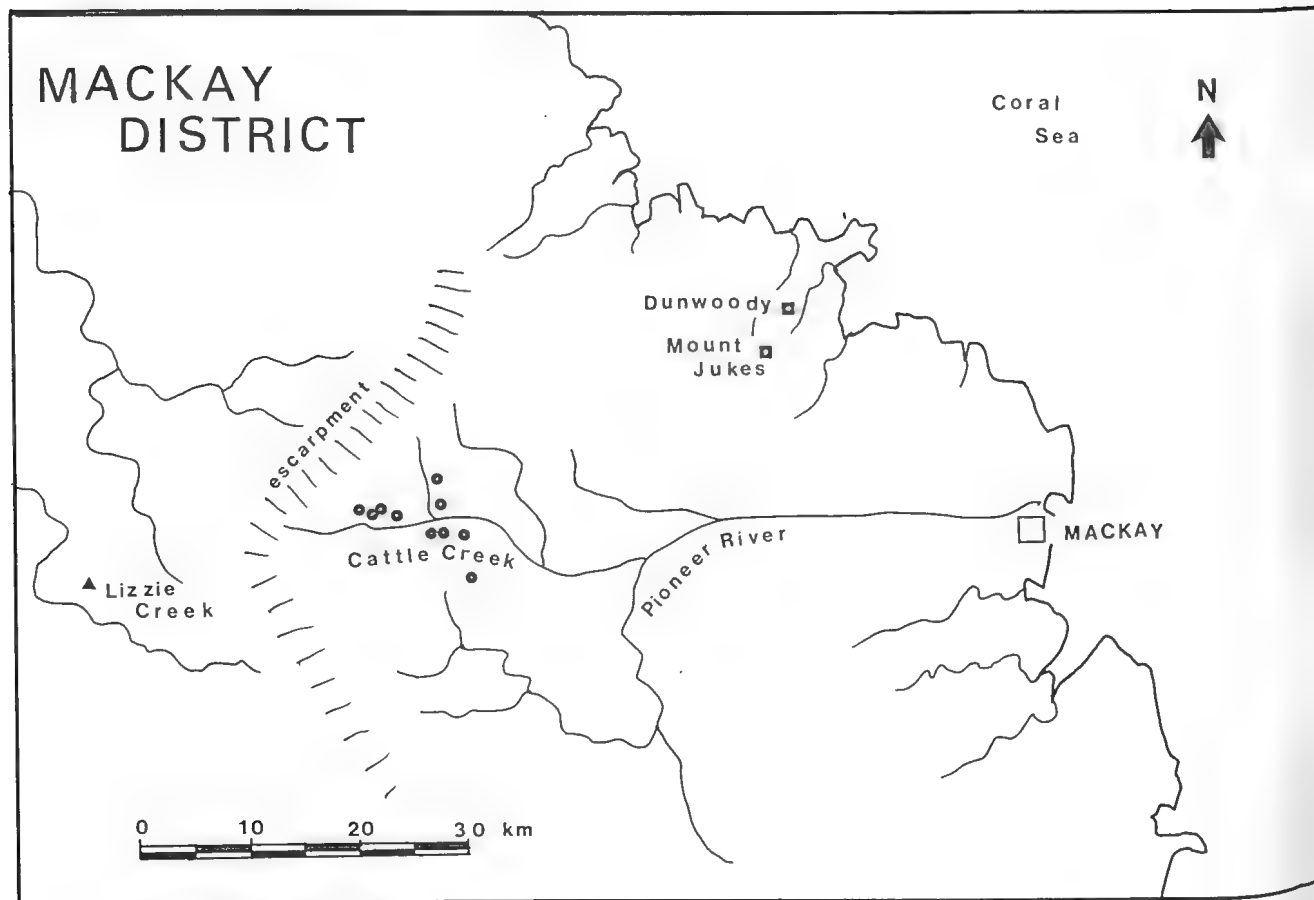 MACKAY
DISTRICT
Coral
Sea
N
Dunwoody
Mount
Jukes
escarpment
Cattle Creek
Pioneer River
MACKAY
Lizzie
Creek
0 10 20 30 km